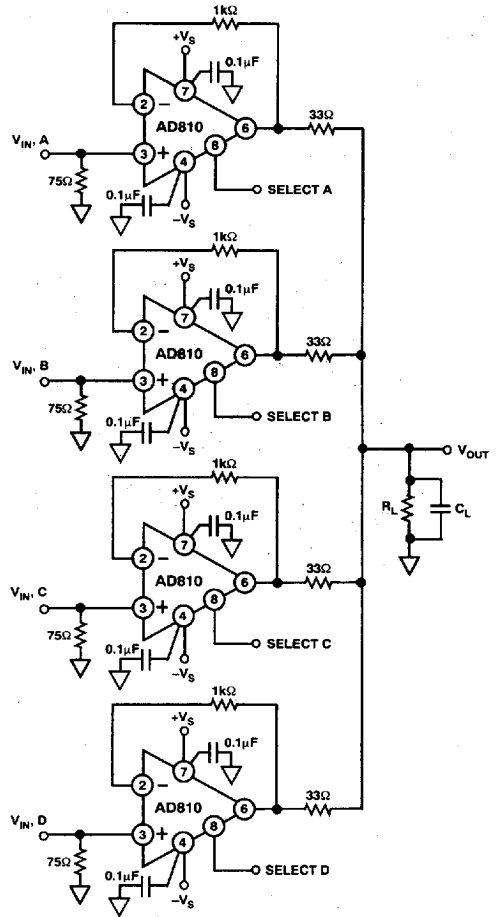 1kΩ
+VS
0.1µF
7
2 −
AD810
6
33Ω
VIN, A
8
3 +
4
75Ω
0.1µF
SELECT A
−VS
1kΩ
+VS
0.1µF
7
2 −
33Ω
AD810
6
VIN, B
8
3 +
4
75Ω
0.1µF
SELECT B
−VS
VOUT
1kΩ
+VS
RL
CL
0.1µF
7
2 −
33Ω
AD810
6
VIN, C
8
3 +
4
75Ω
0.1µF
SELECT C
−VS
1kΩ
+VS
0.1µF
7
2 −
33Ω
AD810
6
VIN, D
8
3 +
4
75Ω
0.1µF
SELECT D
−VS